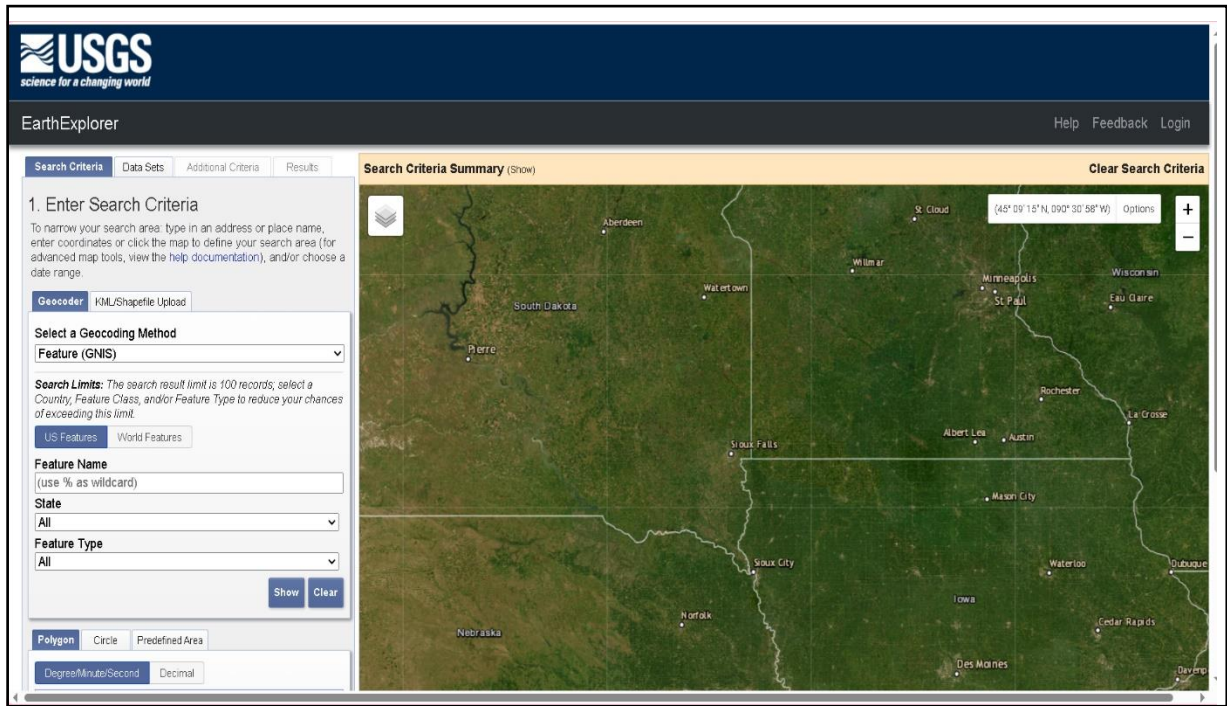 USGS
science for a changing world
EarthExplorer
Help Feedback Login
Search Criteria Data Sets Additional Criteria Results
1. Enter Search Criteria
To narrow your search area: type in an address or place name,
enter coordinates or click the map to define your search area (for
advanced map tools, view the help documentation), and/or choose a
date range.
Geocoder KML/Shapefile Upload
Select a Geocoding Method
Feature (GNIS)
Search Limits: The search result limit is 100 records; select a
Country, Feature Class, and/or Feature Type to reduce your chances
of exceeding this limit.
US Features World Features
Feature Name
(use % as wildcard)
State
All
Feature Type
All
Show Clear
Polygon Circle Predefined Area
Degree/Minute/Second Decimal
Search Criteria Summary (Show) Clear Search Criteria
(45° 09' 15" N, 090° 30' 58" W) Options
+
−
Aberdeen
St. Cloud
Willmar
Minneapolis
Wisconsin
Watertown
South Dakota
St. Paul
Eau Claire
Pierre
Rochester
La Crosse
Albert Lea
Austin
Sioux Falls
Mason City
Sioux City
Waterloo
Dubuque
Iowa
Norfolk
Cedar Rapids
Nebraska
Des Moines
Davenp